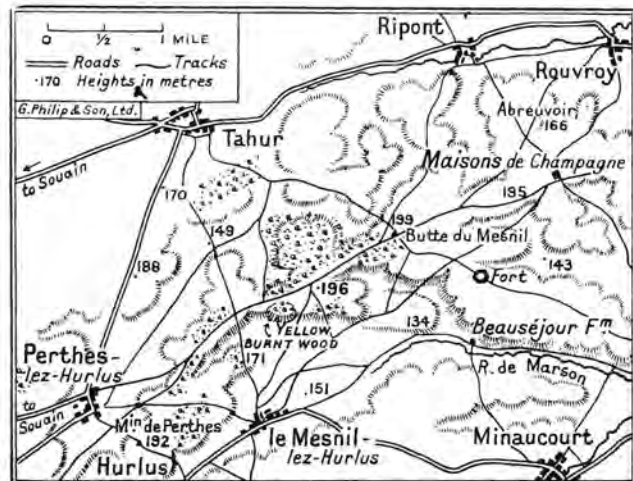 0 ½ 1 MILE
Roads Tracks
·170 Heights in metres
G. Philip & Son, Ltd.
Ripont
Rouvroy
Abreuvoir
·166
Tahur
to Souain
Maisons de Champagne
·170
195
149
199
Butte du Mesnil
188
·196
Fort
·143
YELLOW
BURNT WOOD
134
Beauséjour Fm.
Perthes-
lez-Hurlus
171
R. de Marson
·151
to
Souain
Min de Perthes
192
le Mesnil-
lez-Hurlus
Minaucourt
Hurlus